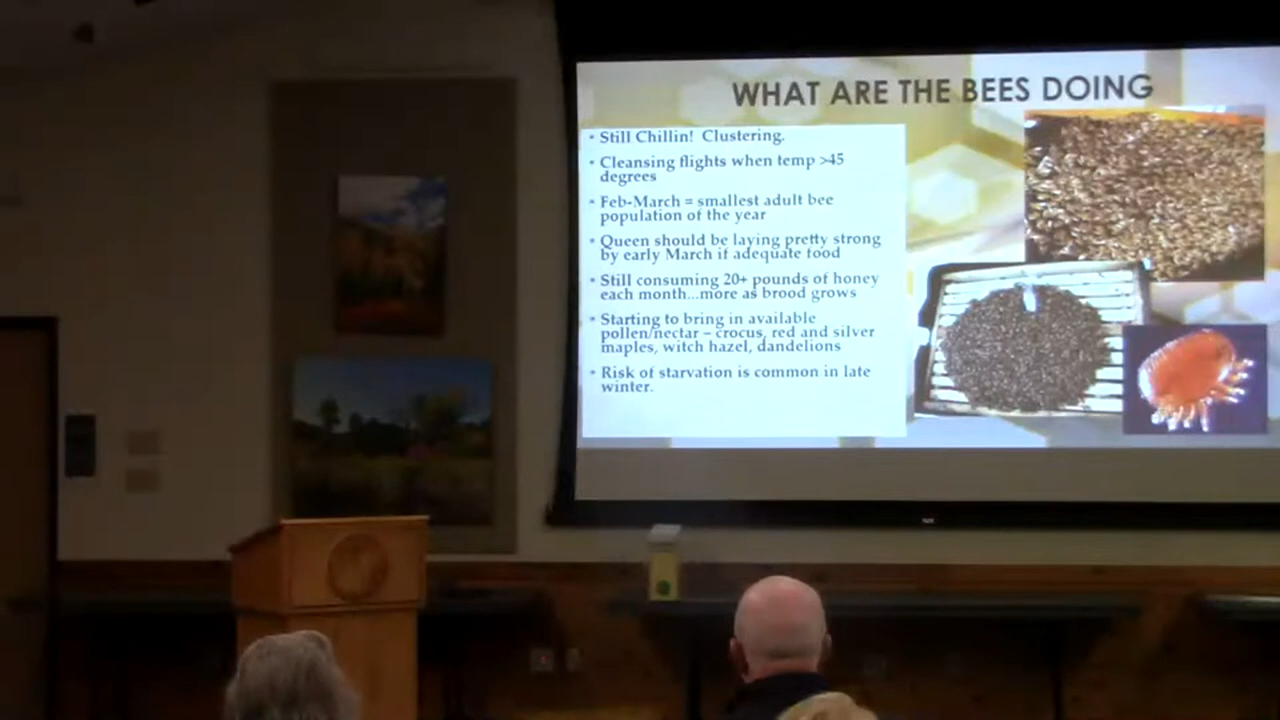 WHAT ARE THE BEES DOING
• Still Chillin! Clustering.
• Cleansing flights when temp >45
degrees
• Feb-March = smallest adult bee
population of the year
• Queen should be laying pretty strong
by early March if adequate food
• Still consuming 20+ pounds of honey
each month...more as brood grows
• Starting to bring in available
pollen/nectar – crocus, red and silver
maples, witch hazel, dandelions
• Risk of starvation is common in late
winter.